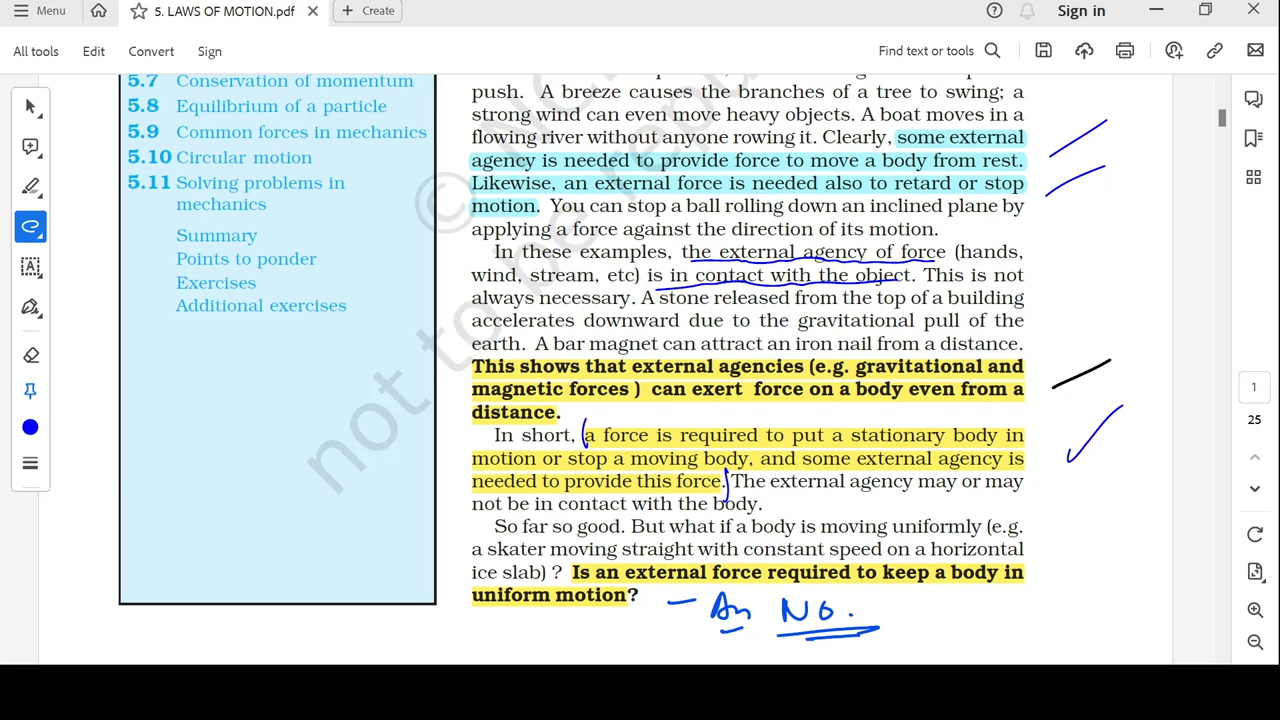 Menu
5. LAWS OF MOTION.pdf
Create
Sign in
All tools
Edit
Convert
Sign
Find text or tools
5.7 Conservation of momentum
5.8 Equilibrium of a particle
5.9 Common forces in mechanics
5.10 Circular motion
5.11 Solving problems in
mechanics
Summary
Points to ponder
Exercises
Additional exercises
push. A breeze causes the branches of a tree to swing; a
strong wind can even move heavy objects. A boat moves in a
flowing river without anyone rowing it. Clearly, some external
agency is needed to provide force to move a body from rest.
Likewise, an external force is needed also to retard or stop
motion. You can stop a ball rolling down an inclined plane by
applying a force against the direction of its motion.
In these examples, the external agency of force (hands,
wind, stream, etc) is in contact with the object. This is not
always necessary. A stone released from the top of a building
accelerates downward due to the gravitational pull of the
earth. A bar magnet can attract an iron nail from a distance.
This shows that external agencies (e.g. gravitational and
magnetic forces ) can exert force on a body even from a
distance.
In short, a force is required to put a stationary body in
motion or stop a moving body, and some external agency is
needed to provide this force. The external agency may or may
not be in contact with the body.
So far so good. But what if a body is moving uniformly (e.g.
a skater moving straight with constant speed on a horizontal
ice slab) ? Is an external force required to keep a body in
uniform motion?
- An NO.
not to be
1
25